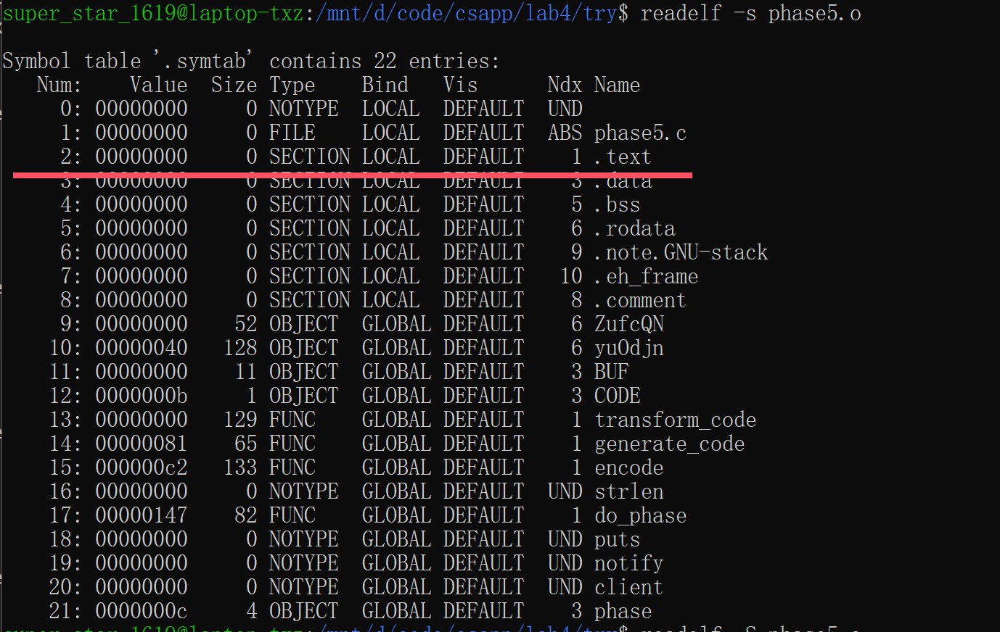 super_star_1619@laptop-txz:/mnt/d/code/csapp/lab4/try$ readelf -s phase5.o
Symbol table '.symtab' contains 22 entries:
Num: Value Size Type Bind Vis Ndx Name
0: 00000000 0 NOTYPE LOCAL DEFAULT UND
1: 00000000 0 FILE LOCAL DEFAULT ABS phase5.c
2: 00000000 0 SECTION LOCAL DEFAULT 1 .text
3: 00000000 0 SECTION LOCAL DEFAULT 3 .data
4: 00000000 0 SECTION LOCAL DEFAULT 5 .bss
5: 00000000 0 SECTION LOCAL DEFAULT 6 .rodata
6: 00000000 0 SECTION LOCAL DEFAULT 9 .note.GNU-stack
7: 00000000 0 SECTION LOCAL DEFAULT 10 .eh_frame
8: 00000000 0 SECTION LOCAL DEFAULT 8 .comment
9: 00000000 52 OBJECT GLOBAL DEFAULT 6 ZufcQN
10: 00000040 128 OBJECT GLOBAL DEFAULT 6 yuOdjn
11: 00000000 11 OBJECT GLOBAL DEFAULT 3 BUF
12: 0000000b 1 OBJECT GLOBAL DEFAULT 3 CODE
13: 00000000 129 FUNC GLOBAL DEFAULT 1 transform_code
14: 00000081 65 FUNC GLOBAL DEFAULT 1 generate_code
15: 000000c2 133 FUNC GLOBAL DEFAULT 1 encode
16: 00000000 0 NOTYPE GLOBAL DEFAULT UND strlen
17: 00000147 82 FUNC GLOBAL DEFAULT 1 do_phase
18: 00000000 0 NOTYPE GLOBAL DEFAULT UND puts
19: 00000000 0 NOTYPE GLOBAL DEFAULT UND notify
20: 00000000 0 NOTYPE GLOBAL DEFAULT UND client
21: 0000000c 4 OBJECT GLOBAL DEFAULT 3 phase
super_star_1619@laptop-txz:/mnt/d/code/csapp/lab4/try$ readelf -S phase5.o